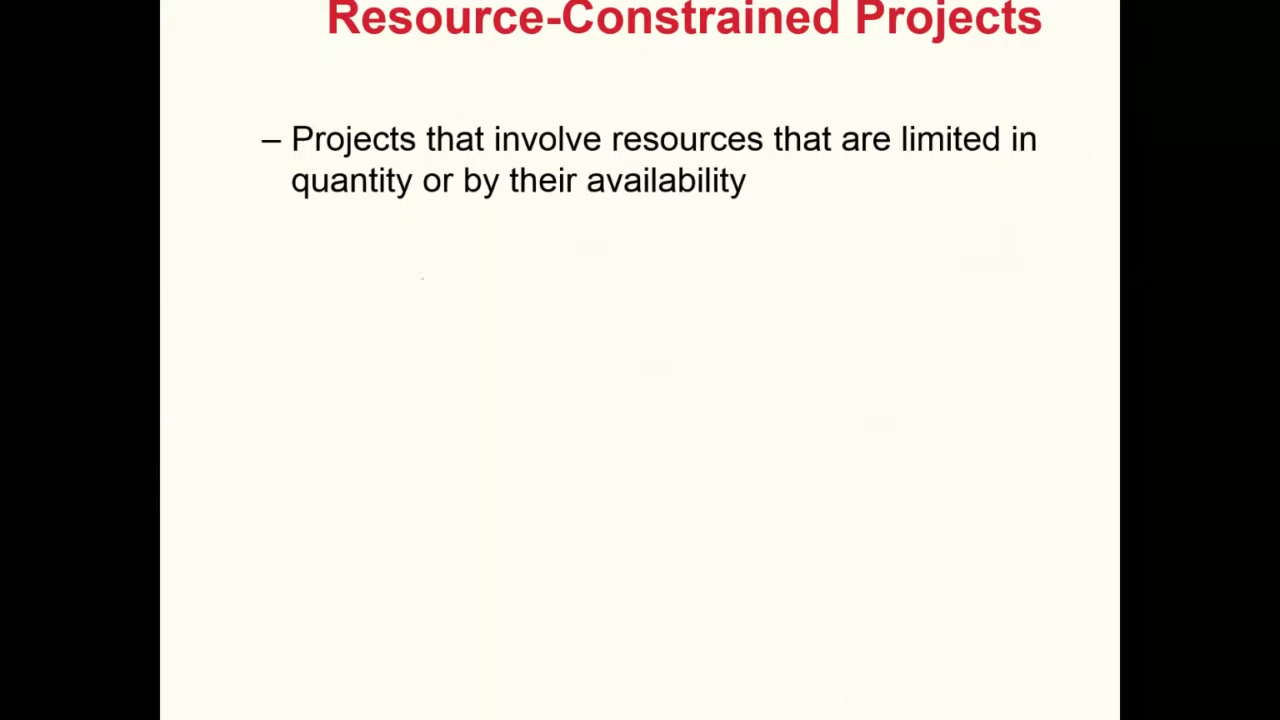 Resource-Constrained Projects
– Projects that involve resources that are limited in
quantity or by their availability